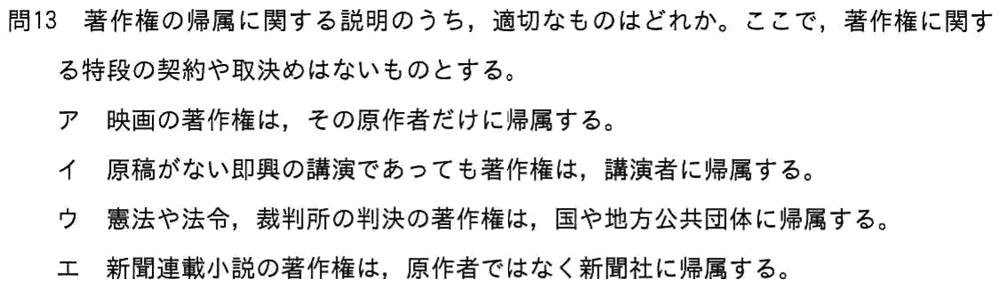 問13　著作権の帰属に関する説明のうち，適切なものはどれか。ここで，著作権に関す
る特段の契約や取決めはないものとする。
ア　映画の著作権は，その原作者だけに帰属する。
イ　原稿がない即興の講演であっても著作権は，講演者に帰属する。
ウ　憲法や法令，裁判所の判決の著作権は，国や地方公共団体に帰属する。
エ　新聞連載小説の著作権は，原作者ではなく新聞社に帰属する。